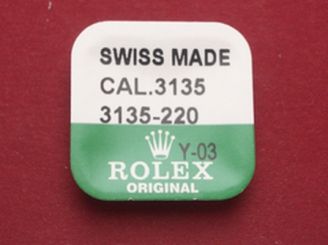 SWISS MADE
CAL.3135
3135-220
Y-03
ROLEX
ORIGINAL